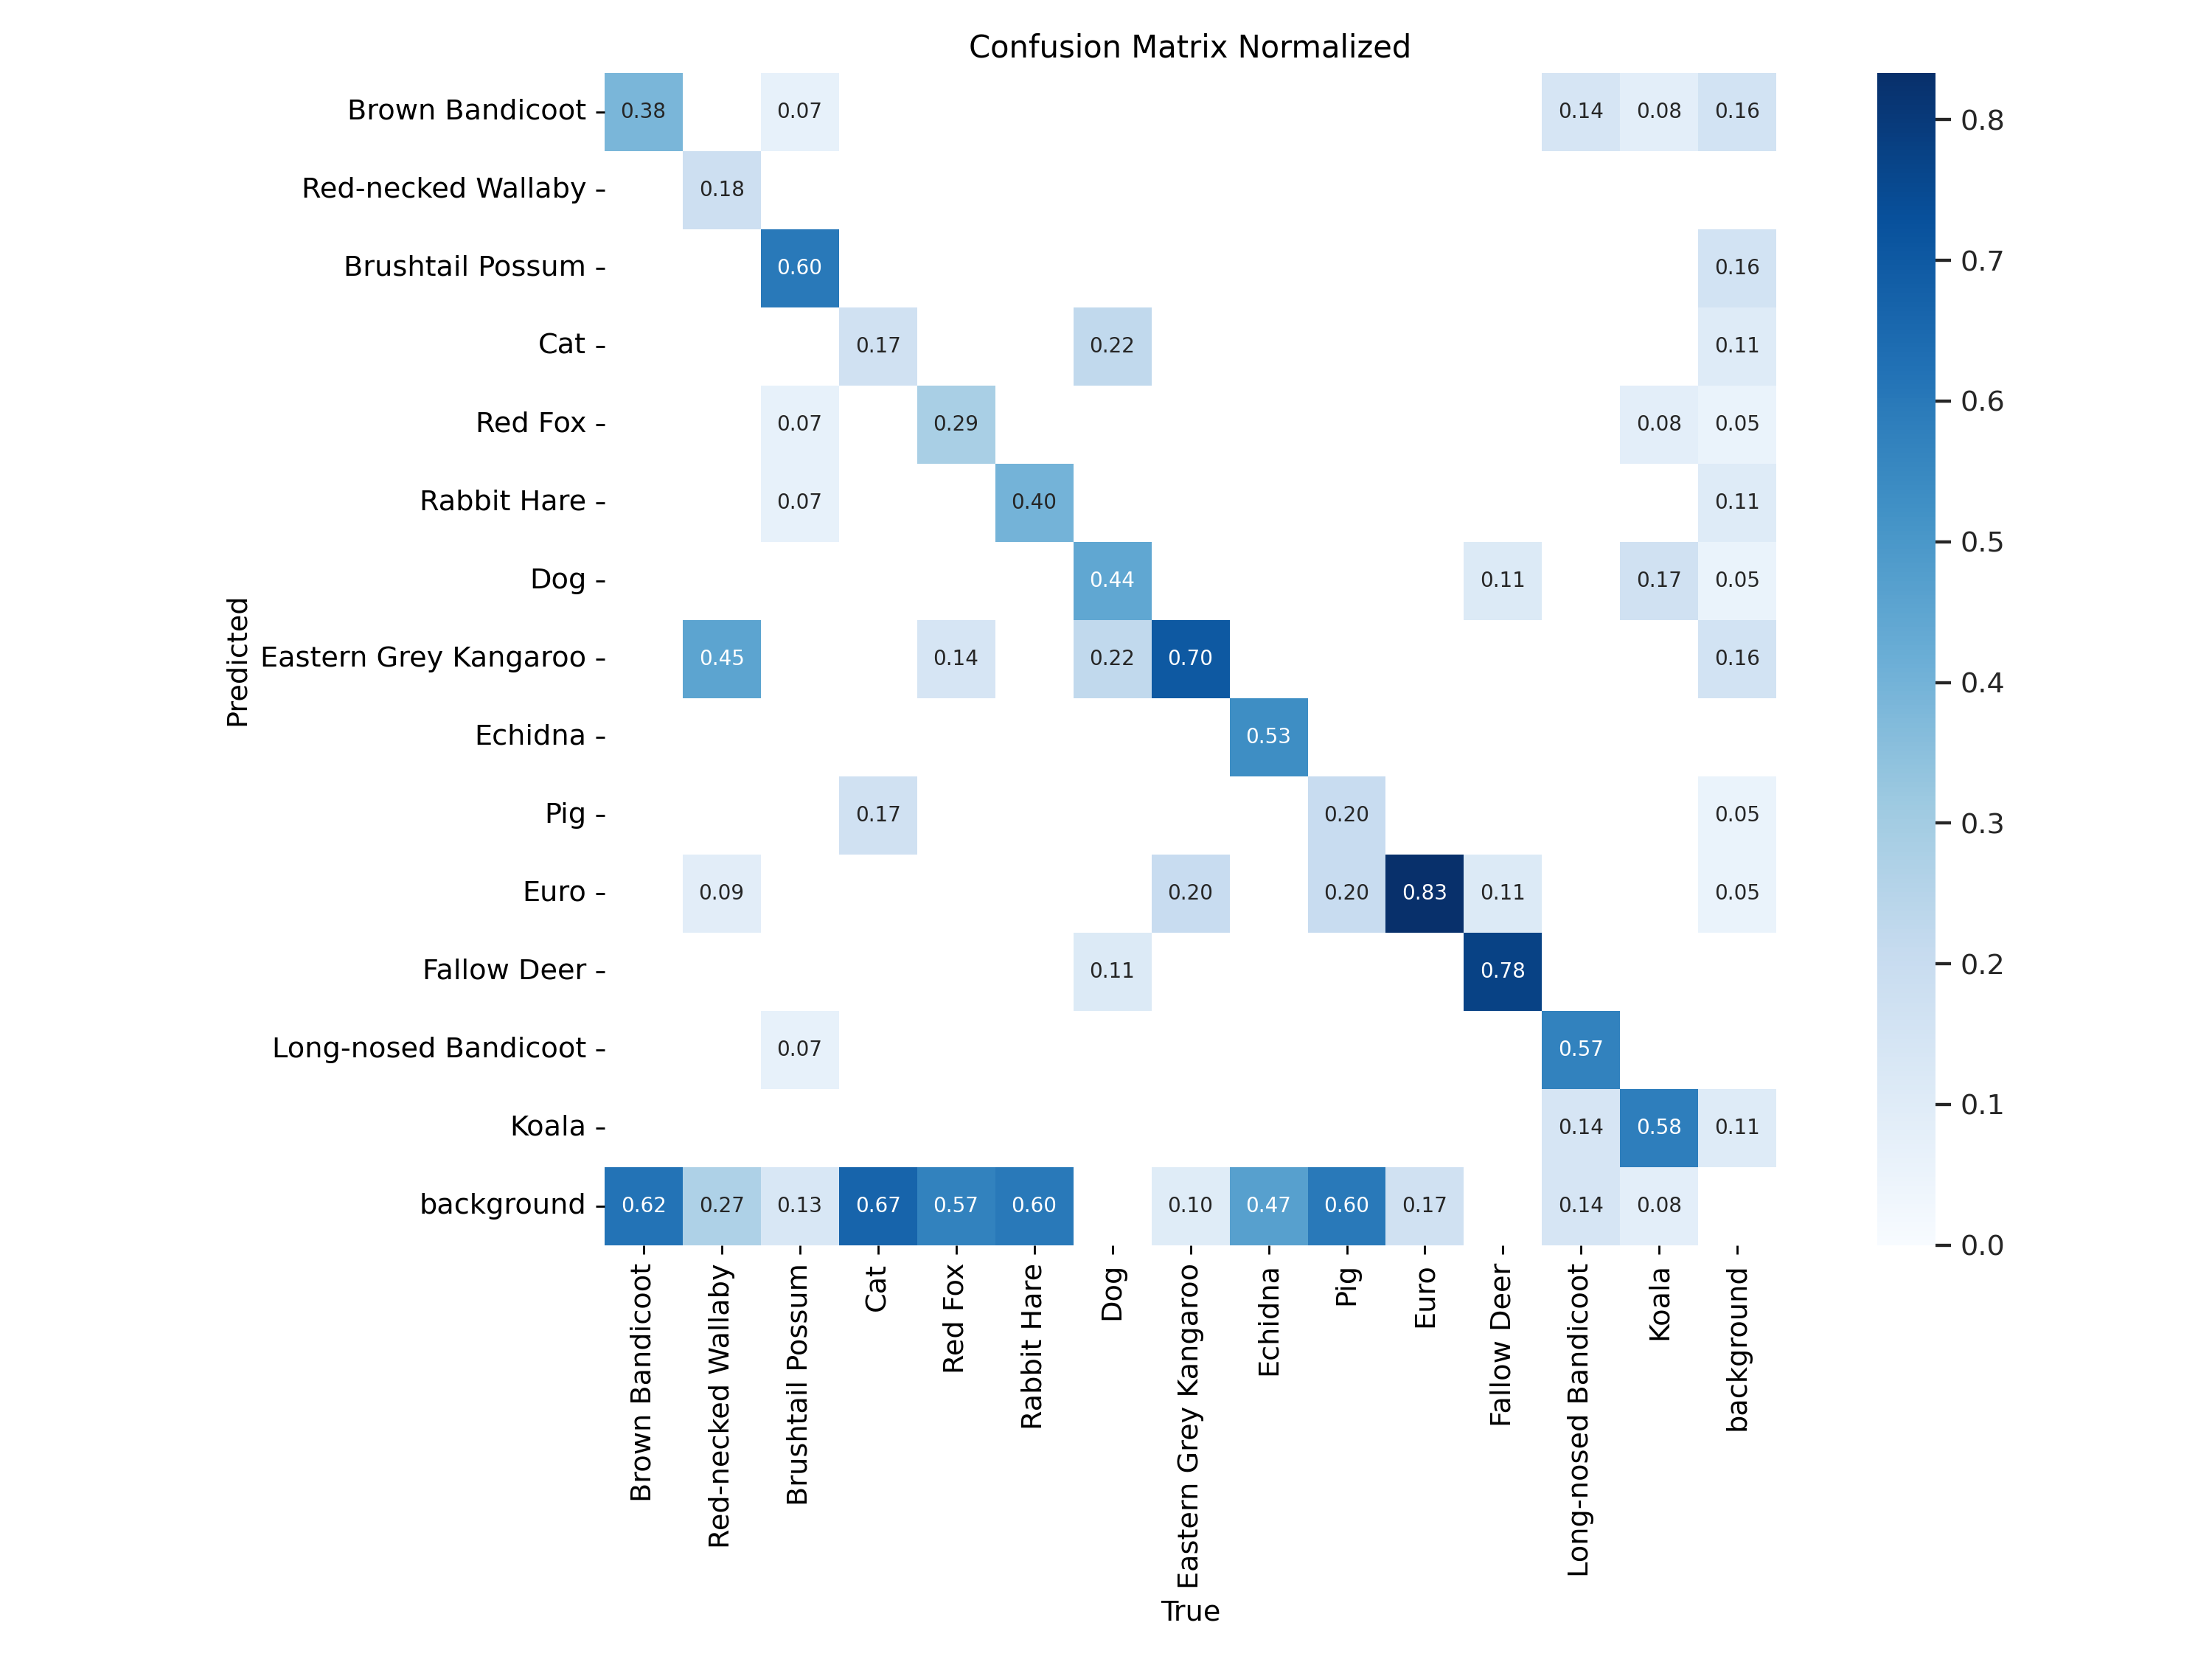 Confusion Matrix Normalized
Brown Bandicoot 0.38 0.07 0.14 0.08 0.16
Red-necked Wallaby 0.18
Brushtail Possum 0.60 0.16
Cat 0.17 0.22 0.11
Red Fox 0.07 0.29 0.08 0.05
Rabbit Hare 0.07 0.40 0.11
Dog 0.44 0.11 0.17 0.05
Eastern Grey Kangaroo 0.45 0.14 0.22 0.70 0.16
Echidna 0.53
Pig 0.17 0.20 0.05
Euro 0.09 0.20 0.20 0.83 0.11 0.05
Fallow Deer 0.11 0.78
Long-nosed Bandicoot 0.07 0.57
Koala 0.14 0.58 0.11
background 0.62 0.27 0.13 0.67 0.57 0.60 0.10 0.47 0.60 0.17 0.14 0.08
Predicted
Brown Bandicoot
Red-necked Wallaby
Brushtail Possum
Cat
Red Fox
Rabbit Hare
Dog
Eastern Grey Kangaroo
Echidna
Pig
Euro
Fallow Deer
Long-nosed Bandicoot
Koala
background
True
0.8
0.7
0.6
0.5
0.4
0.3
0.2
0.1
0.0